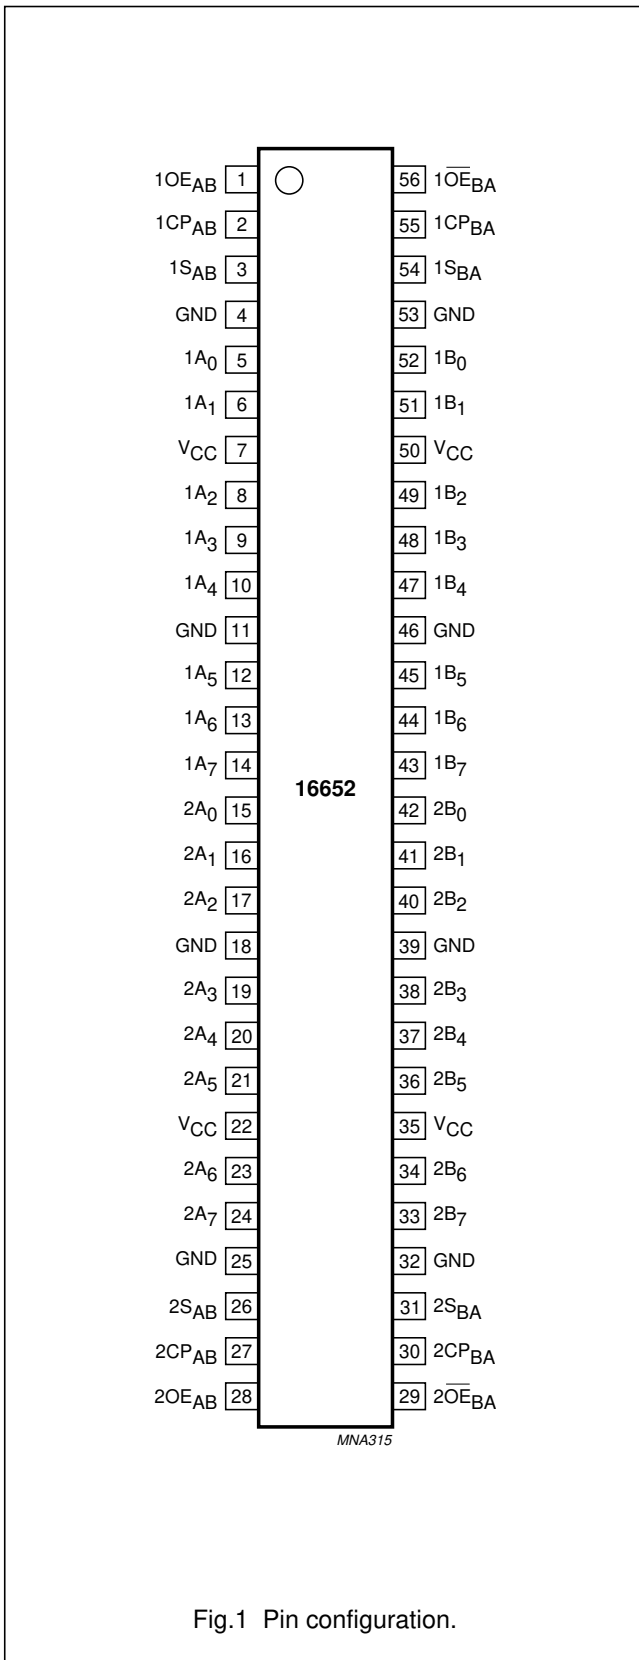 1OE_AB 1 56 1O̅E̅_BA
1CP_AB 2 55 1CP_BA
1S_AB 3 54 1S_BA
GND 4 53 GND
1A_0 5 52 1B_0
1A_1 6 51 1B_1
V_CC 7 50 V_CC
1A_2 8 49 1B_2
1A_3 9 48 1B_3
1A_4 10 47 1B_4
GND 11 46 GND
1A_5 12 45 1B_5
1A_6 13 44 1B_6
1A_7 14 43 1B_7
16652
2A_0 15 42 2B_0
2A_1 16 41 2B_1
2A_2 17 40 2B_2
GND 18 39 GND
2A_3 19 38 2B_3
2A_4 20 37 2B_4
2A_5 21 36 2B_5
V_CC 22 35 V_CC
2A_6 23 34 2B_6
2A_7 24 33 2B_7
GND 25 32 GND
2S_AB 26 31 2S_BA
2CP_AB 27 30 2CP_BA
2OE_AB 28 29 2O̅E̅_BA
MNA315
Fig.1 Pin configuration.